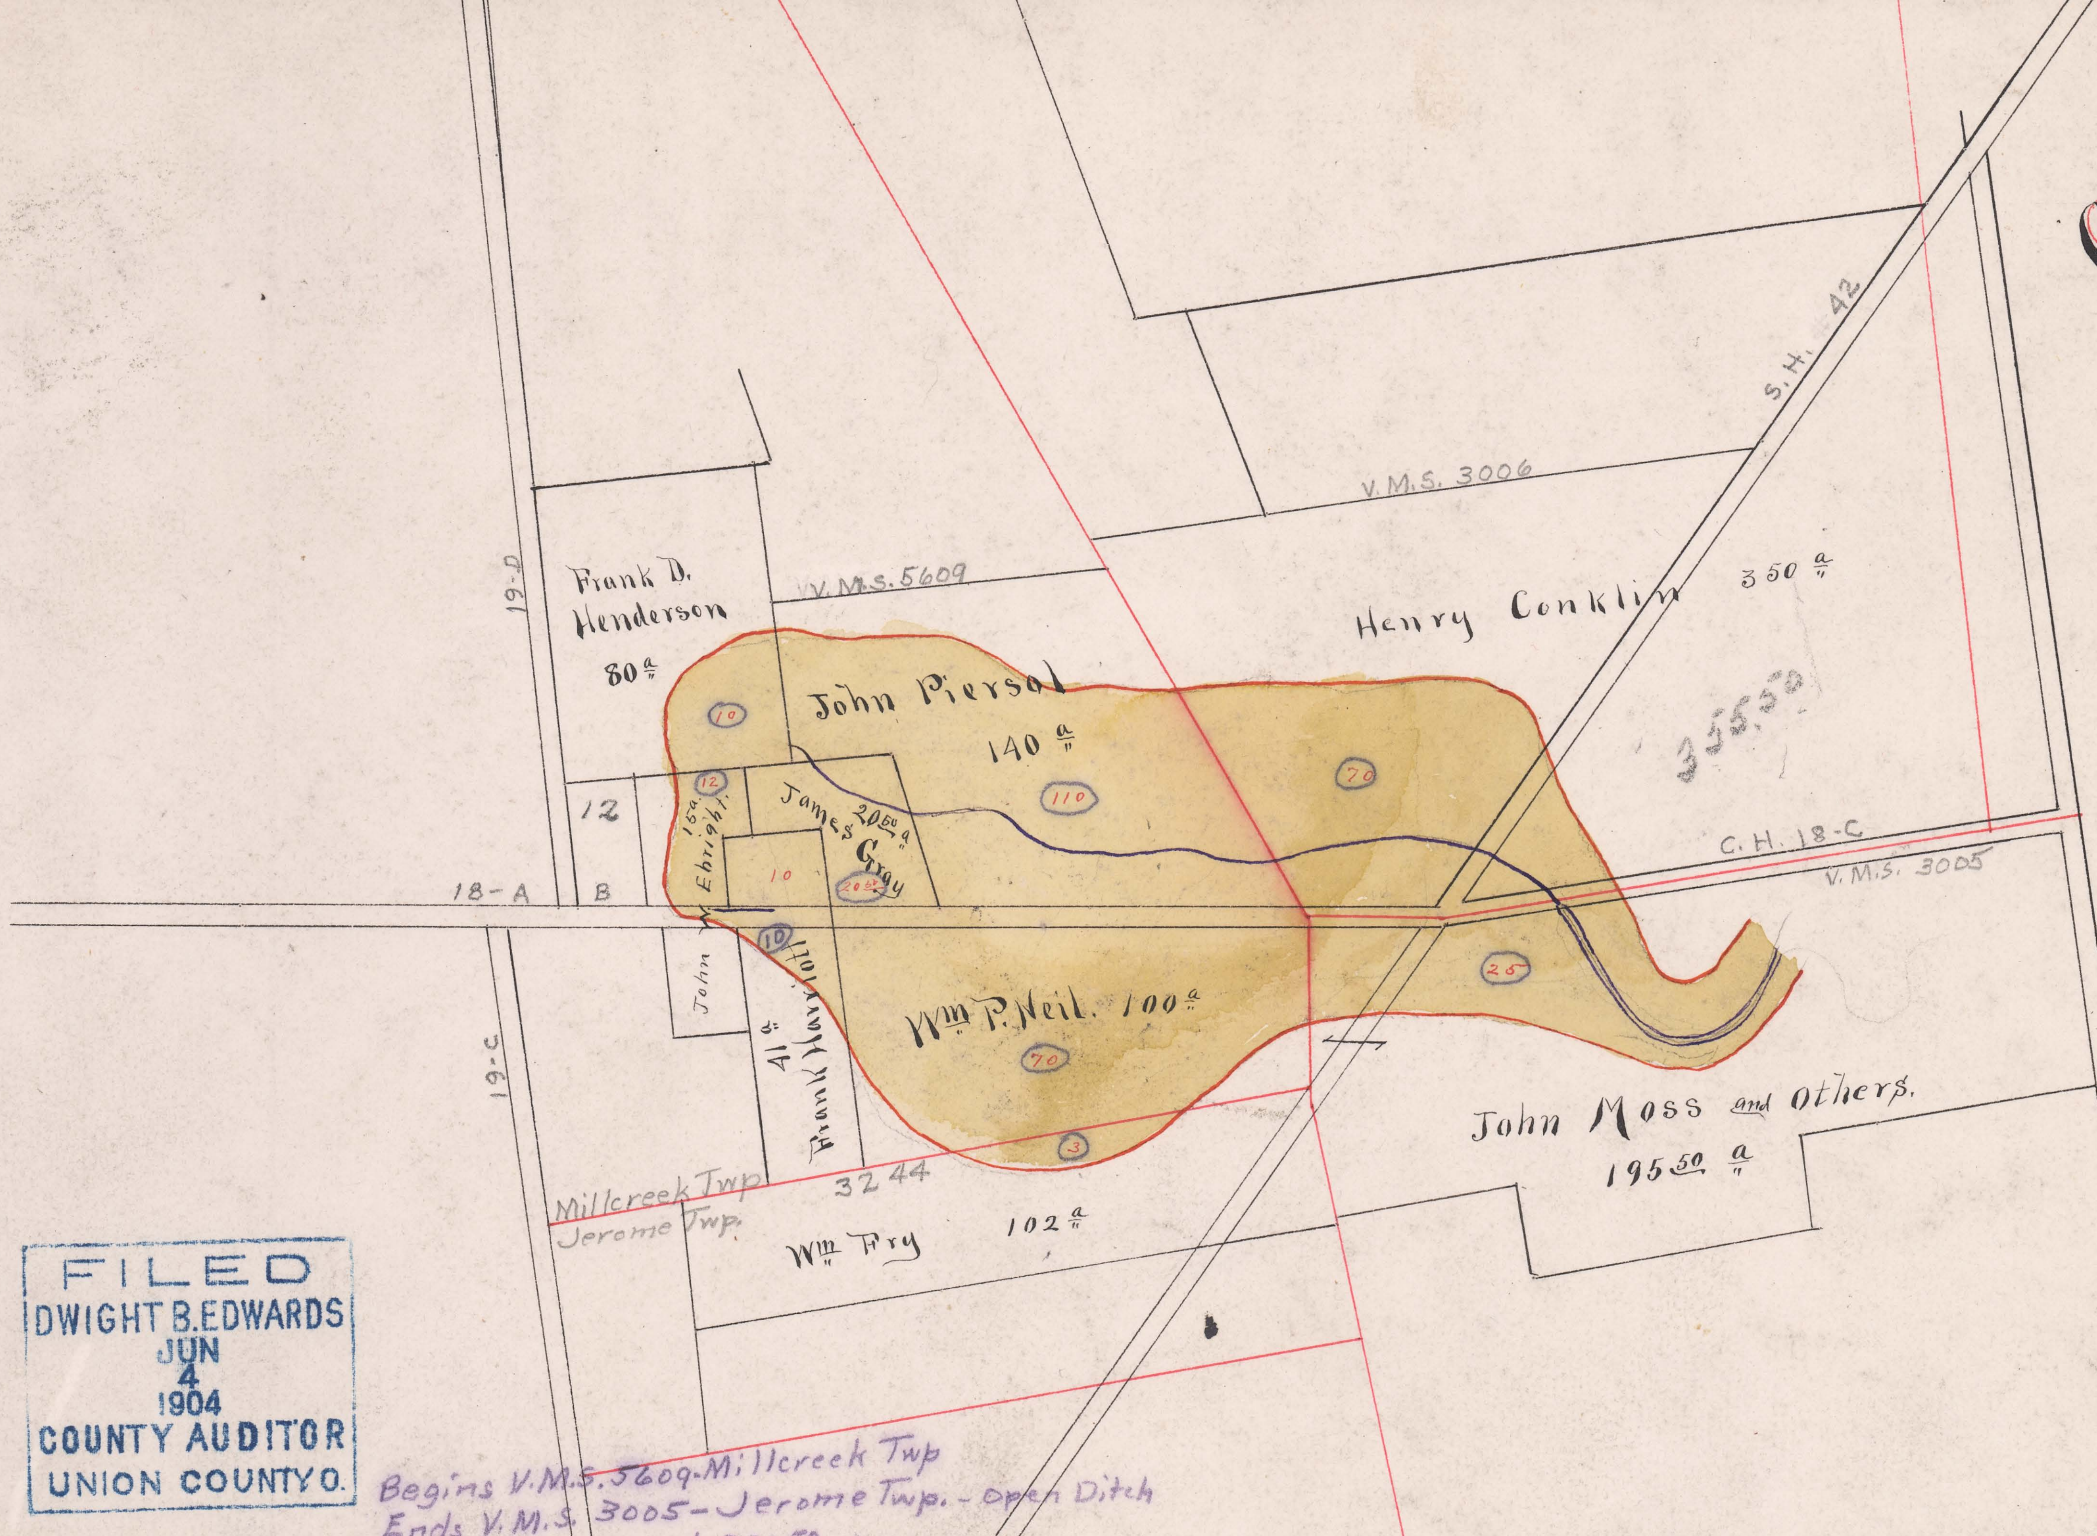 S.H. 42
V.M.S. 3006
19-D
Frank D.
Henderson
80 a
V.M.S. 5609
Henry Conklin 350 a
355.50
John Piersol
140 a
10
110
70
12
15 a
James Gray
20 50 a
20 50
12
B
10
18-A
John W. Ebright.
10
C.H. 18-C
V.M.S. 3005
25
Wm P. Neil. 100 a
70
41 a
Frank Harriott
19-C
3
John Moss and Others.
195 50 a
Millcreek Twp
Jerome Twp.
3244
Wm Fry 102 a
FILED
DWIGHT B. EDWARDS
JUN
4
1904
COUNTY AUDITOR
UNION COUNTY O.
Begins V.M.S. 5609-Millcreek Twp
Ends V.M.S. 3005-Jerome Twp. - open Ditch